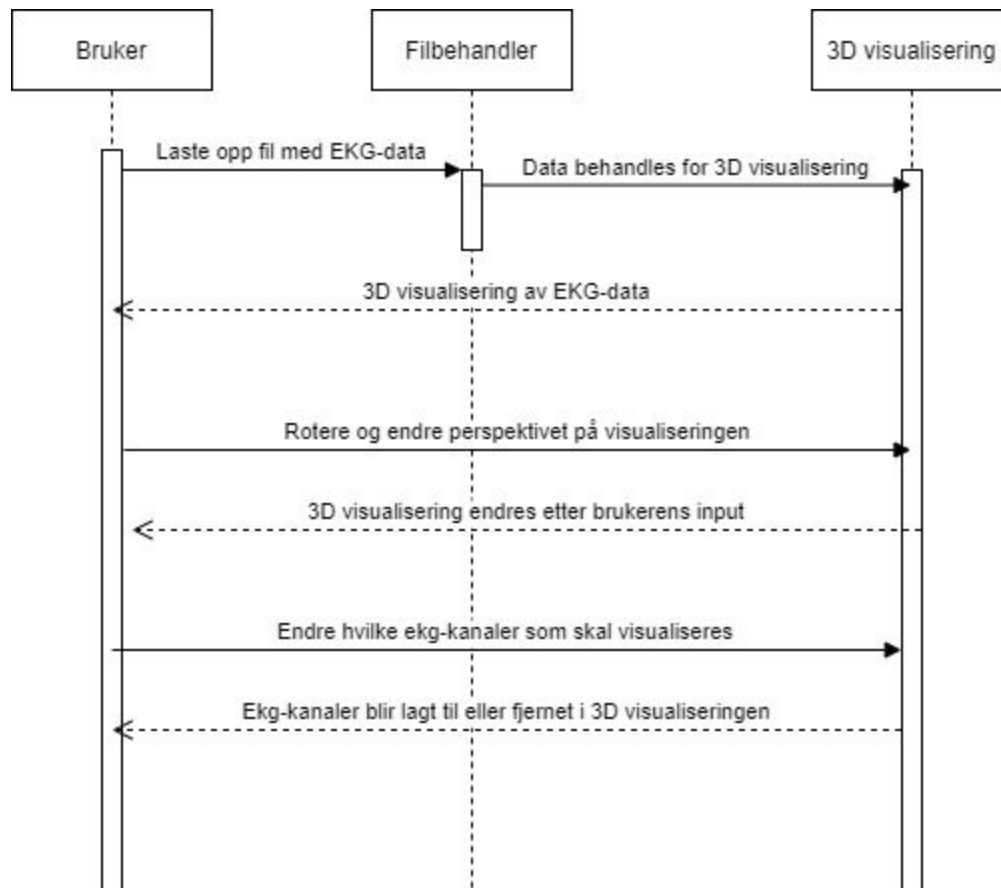 Bruker
Filbehandler
3D visualisering
Laste opp fil med EKG-data
Data behandles for 3D visualisering
3D visualisering av EKG-data
Rotere og endre perspektivet på visualiseringen
3D visualisering endres etter brukerens input
Endre hvilke ekg-kanaler som skal visualiseres
Ekg-kanaler blir lagt til eller fjernet i 3D visualiseringen